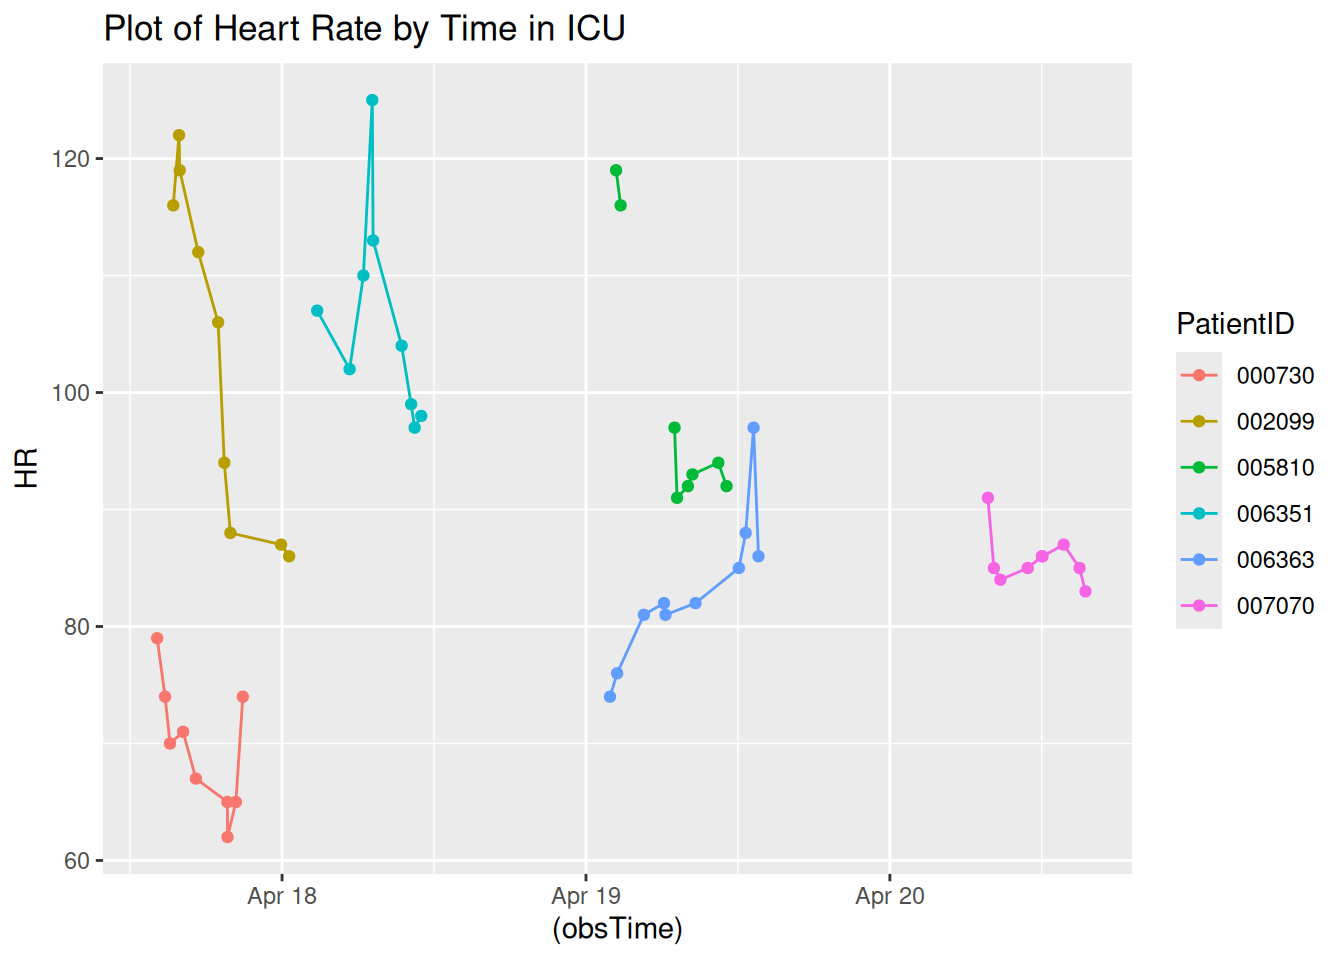 Plot of Heart Rate by Time in ICU
120
100
80
60
HR
Apr 18
Apr 19
Apr 20
(obsTime)
PatientID
000730
002099
005810
006351
006363
007070